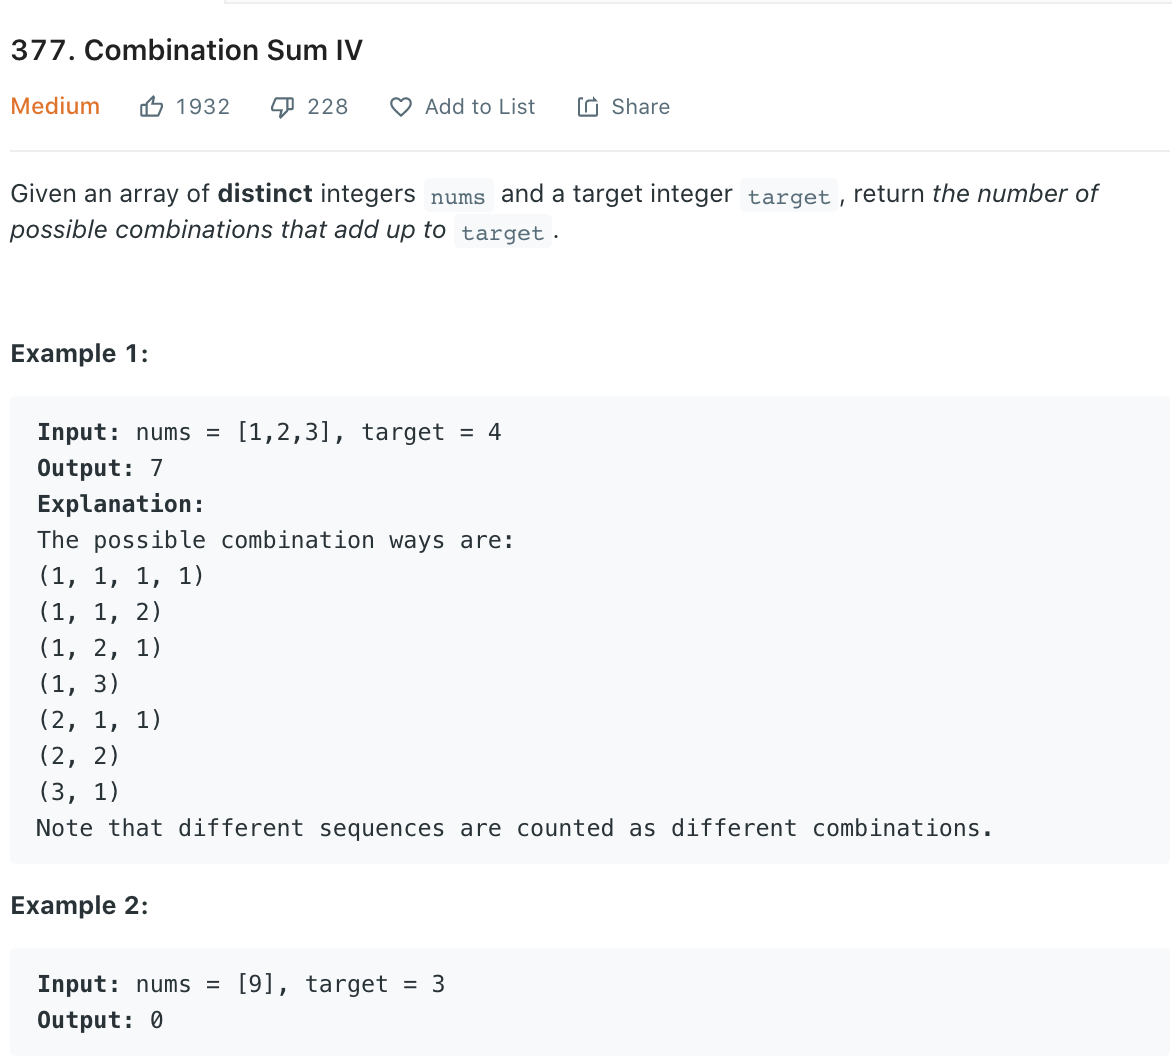 377. Combination Sum IV
Medium 1932 228 Add to List Share
Given an array of distinct integers nums and a target integer target, return the number of
possible combinations that add up to target.
Example 1:
Input: nums = [1,2,3], target = 4
Output: 7
Explanation:
The possible combination ways are:
(1, 1, 1, 1)
(1, 1, 2)
(1, 2, 1)
(1, 3)
(2, 1, 1)
(2, 2)
(3, 1)
Note that different sequences are counted as different combinations.
Example 2:
Input: nums = [9], target = 3
Output: 0